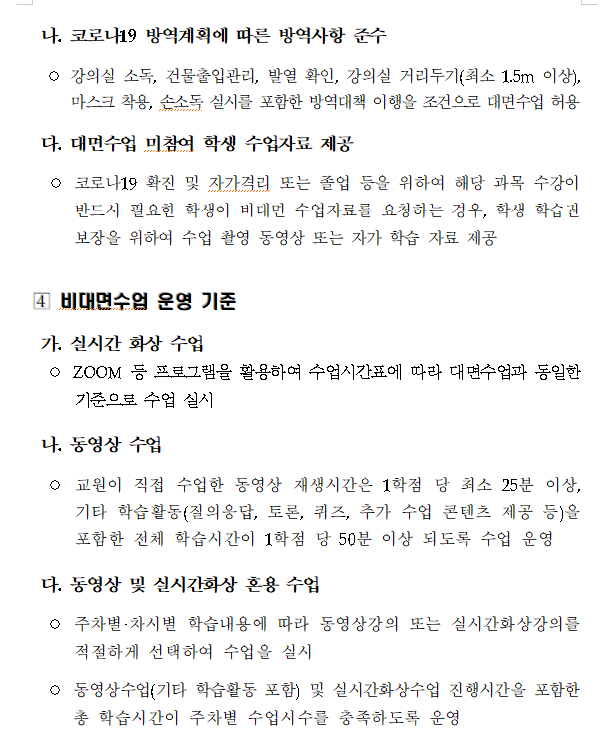 나. 코로나19 방역계획에 따른 방역사항 준수
○ 강의실 소독, 건물출입관리, 발열 확인, 강의실 거리두기(최소 1.5m 이상),
마스크 착용, 손소독 실시를 포함한 방역대책 이행을 조건으로 대면수업 허용
다. 대면수업 미참여 학생 수업자료 제공
○ 코로나19 확진 및 자가격리 또는 졸업 등을 위하여 해당 과목 수강이
반드시 필요한 학생이 비대면 수업자료를 요청하는 경우, 학생 학습권
보장을 위하여 수업 촬영 동영상 또는 자가 학습 자료 제공
4 비대면수업 운영 기준
가. 실시간 화상 수업
○ ZOOM 등 프로그램을 활용하여 수업시간표에 따라 대면수업과 동일한
기준으로 수업 실시
나. 동영상 수업
○ 교원이 직접 수업한 동영상 재생시간은 1학점 당 최소 25분 이상,
기타 학습활동(질의응답, 토론, 퀴즈, 추가 수업 콘텐츠 제공 등)을
포함한 전체 학습시간이 1학점 당 50분 이상 되도록 수업 운영
다. 동영상 및 실시간화상 혼용 수업
○ 주차별·차시별 학습내용에 따라 동영상강의 또는 실시간화상강의를
적절하게 선택하여 수업을 실시
○ 동영상수업(기타 학습활동 포함) 및 실시간화상수업 진행시간을 포함한
총 학습시간이 주차별 수업시수를 충족하도록 운영